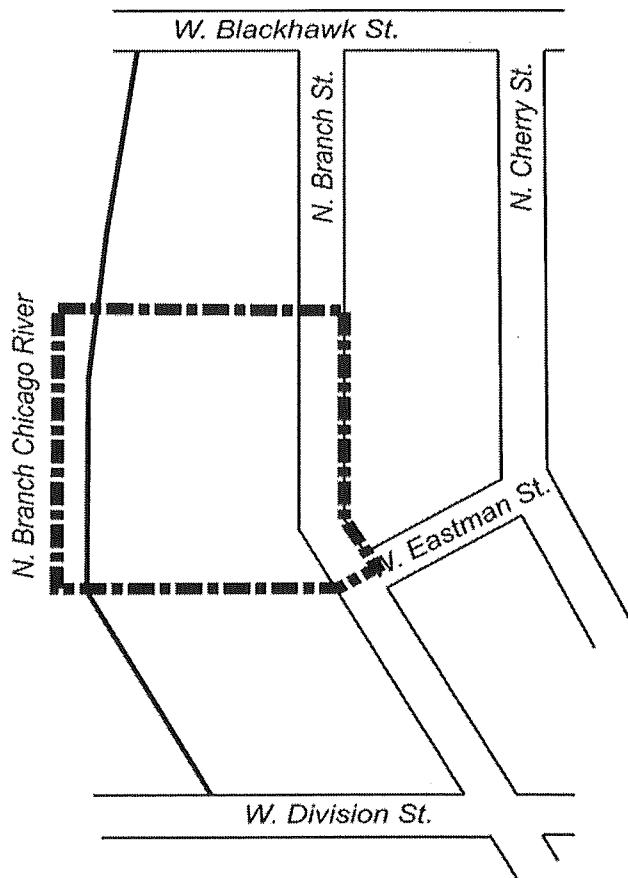 W. Blackhawk St.
N. Branch St.
N. Cherry St.
N. Branch Chicago River
W. Eastman St.
W. Division St.